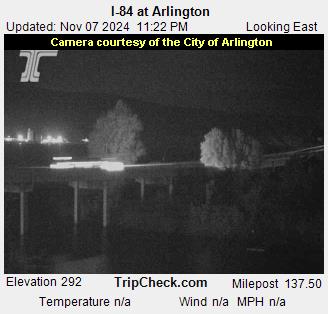 I-84 at Arlington
Updated: Nov 07 2024 11:22 PM Looking East
Camera courtesy of the City of Arlington
Elevation 292 TripCheck.com Milepost 137.50
Temperature n/a Wind n/a MPH n/a